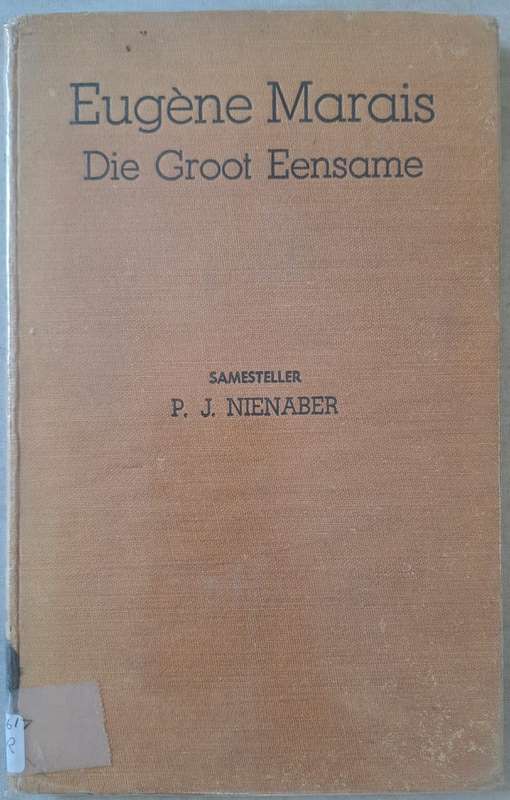 Eugène Marais
Die Groot Eensame
SAMESTELLER
P. J. NIENABER